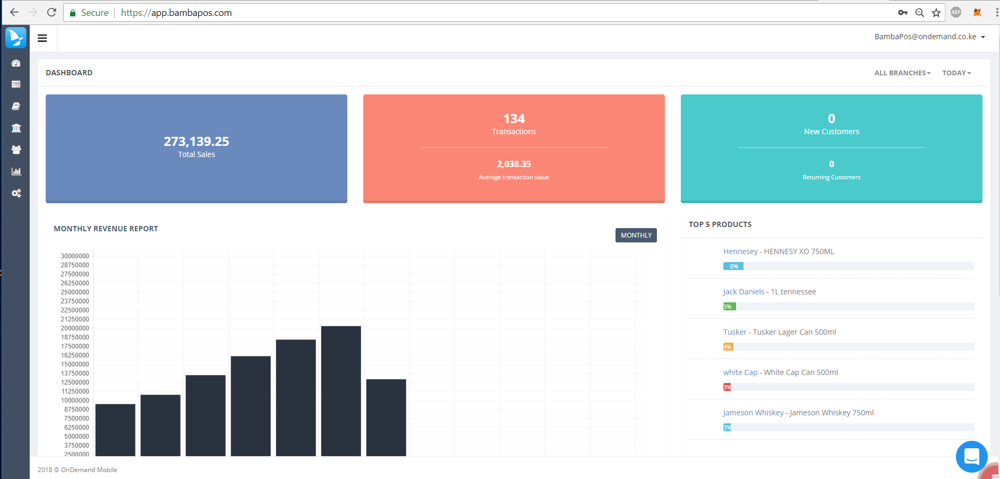 Secure https://app.bambapos.com
ABP
BambaPos@ondemand.co.ke
DASHBOARD
ALL BRANCHES TODAY
273,139.25
Total Sales
134
Transactions
2,038.35
Average transaction value
0
New Customers
0
Returning Customers
MONTHLY REVENUE REPORT
MONTHLY
30000000
28750000
27500000
26250000
25000000
23750000
22500000
21250000
20000000
18750000
17500000
16250000
15000000
13750000
12500000
11250000
10000000
8750000
7500000
6250000
5000000
3750000
2500000
TOP 5 PRODUCTS
Hennesey - HENNESY XO 750ML
8%
Jack Daniels - 1L tennessee
5%
Tusker - Tusker Lager Can 500ml
4%
white Cap - White Cap Can 500ml
3%
Jameson Whiskey - Jameson Whiskey 750ml
3%
2018 © OnDemand Mobile